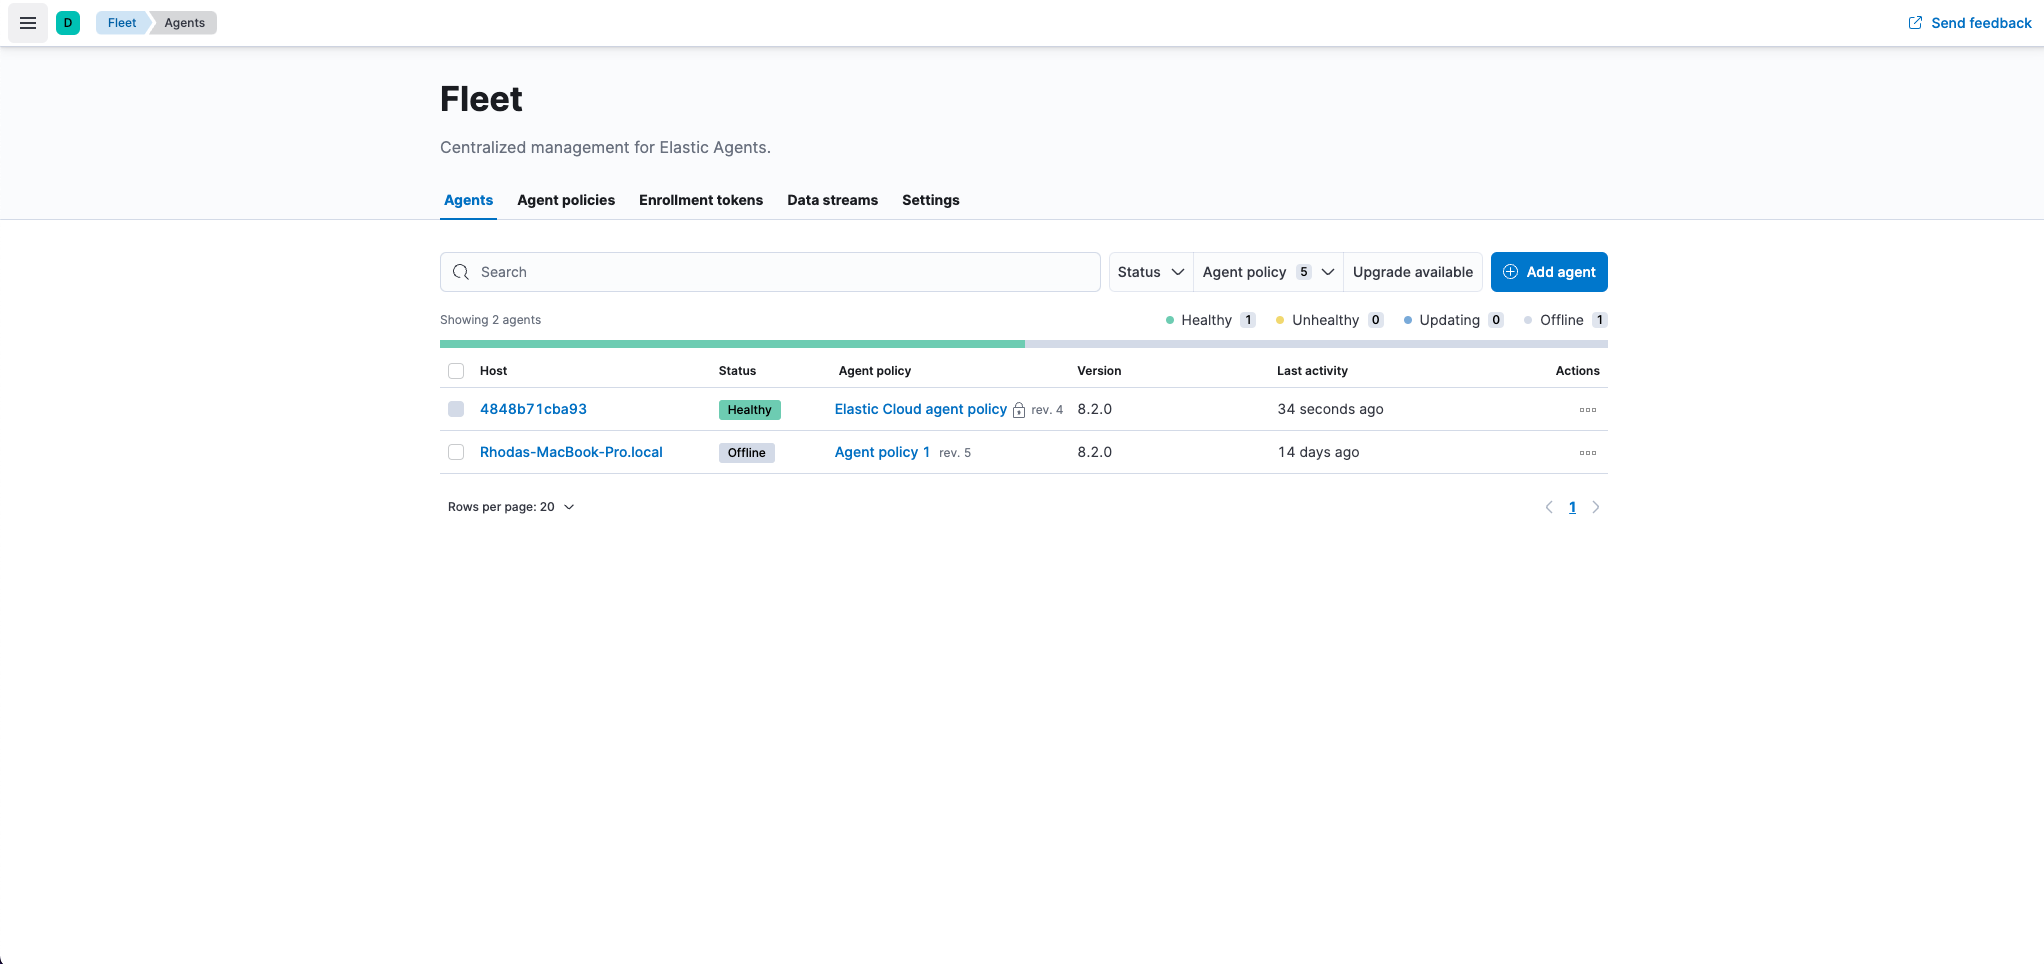 D Fleet Agents Send feedback
Fleet
Centralized management for Elastic Agents.
Agents Agent policies Enrollment tokens Data streams Settings
Search Status Agent policy 5 Upgrade available Add agent
Showing 2 agents Healthy 1 Unhealthy 0 Updating 0 Offline 1
Host Status Agent policy Version Last activity Actions
4848b71cba93 Healthy Elastic Cloud agent policy rev. 4 8.2.0 34 seconds ago
Rhodas-MacBook-Pro.local Offline Agent policy 1 rev. 5 8.2.0 14 days ago
Rows per page: 20 1